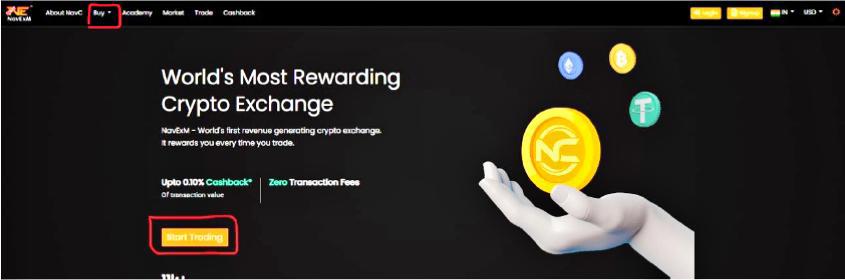 NavExM
About NavC Buy Academy Market Trade Cashback Login Signup IN USD
World's Most Rewarding
Crypto Exchange
NavExM - World's first revenue generating crypto exchange.
It rewards you every time you trade.
Upto 0.10% Cashback* Zero Transaction Fees
Of transaction value
Start Trading
NC